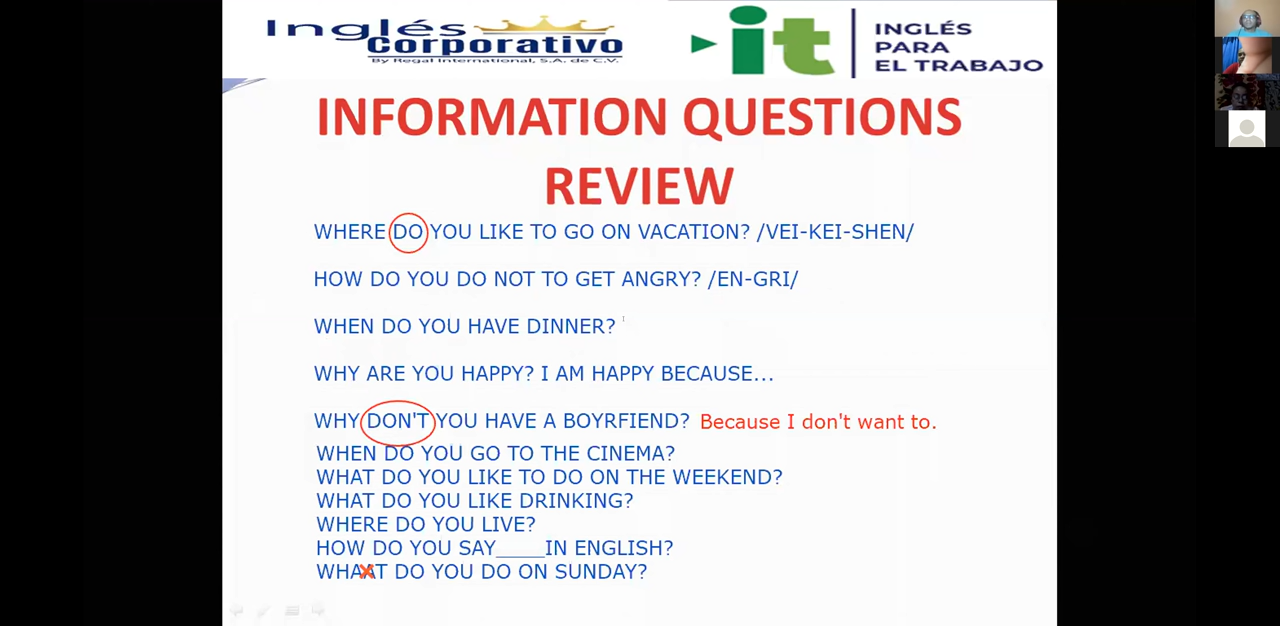 Inglés
Corporativo
By Regal International, S.A. de C.V.
it
INGLÉS
PARA
EL TRABAJO
INFORMATION QUESTIONS
REVIEW
WHERE DO YOU LIKE TO GO ON VACATION? /VEI-KEI-SHEN/
HOW DO YOU DO NOT TO GET ANGRY? /EN-GRI/
WHEN DO YOU HAVE DINNER?
WHY ARE YOU HAPPY? I AM HAPPY BECAUSE...
WHY DON'T YOU HAVE A BOYRFIEND? Because I don't want to.
WHEN DO YOU GO TO THE CINEMA?
WHAT DO YOU LIKE TO DO ON THE WEEKEND?
WHAT DO YOU LIKE DRINKING?
WHERE DO YOU LIVE?
HOW DO YOU SAY____IN ENGLISH?
WHAAT DO YOU DO ON SUNDAY?